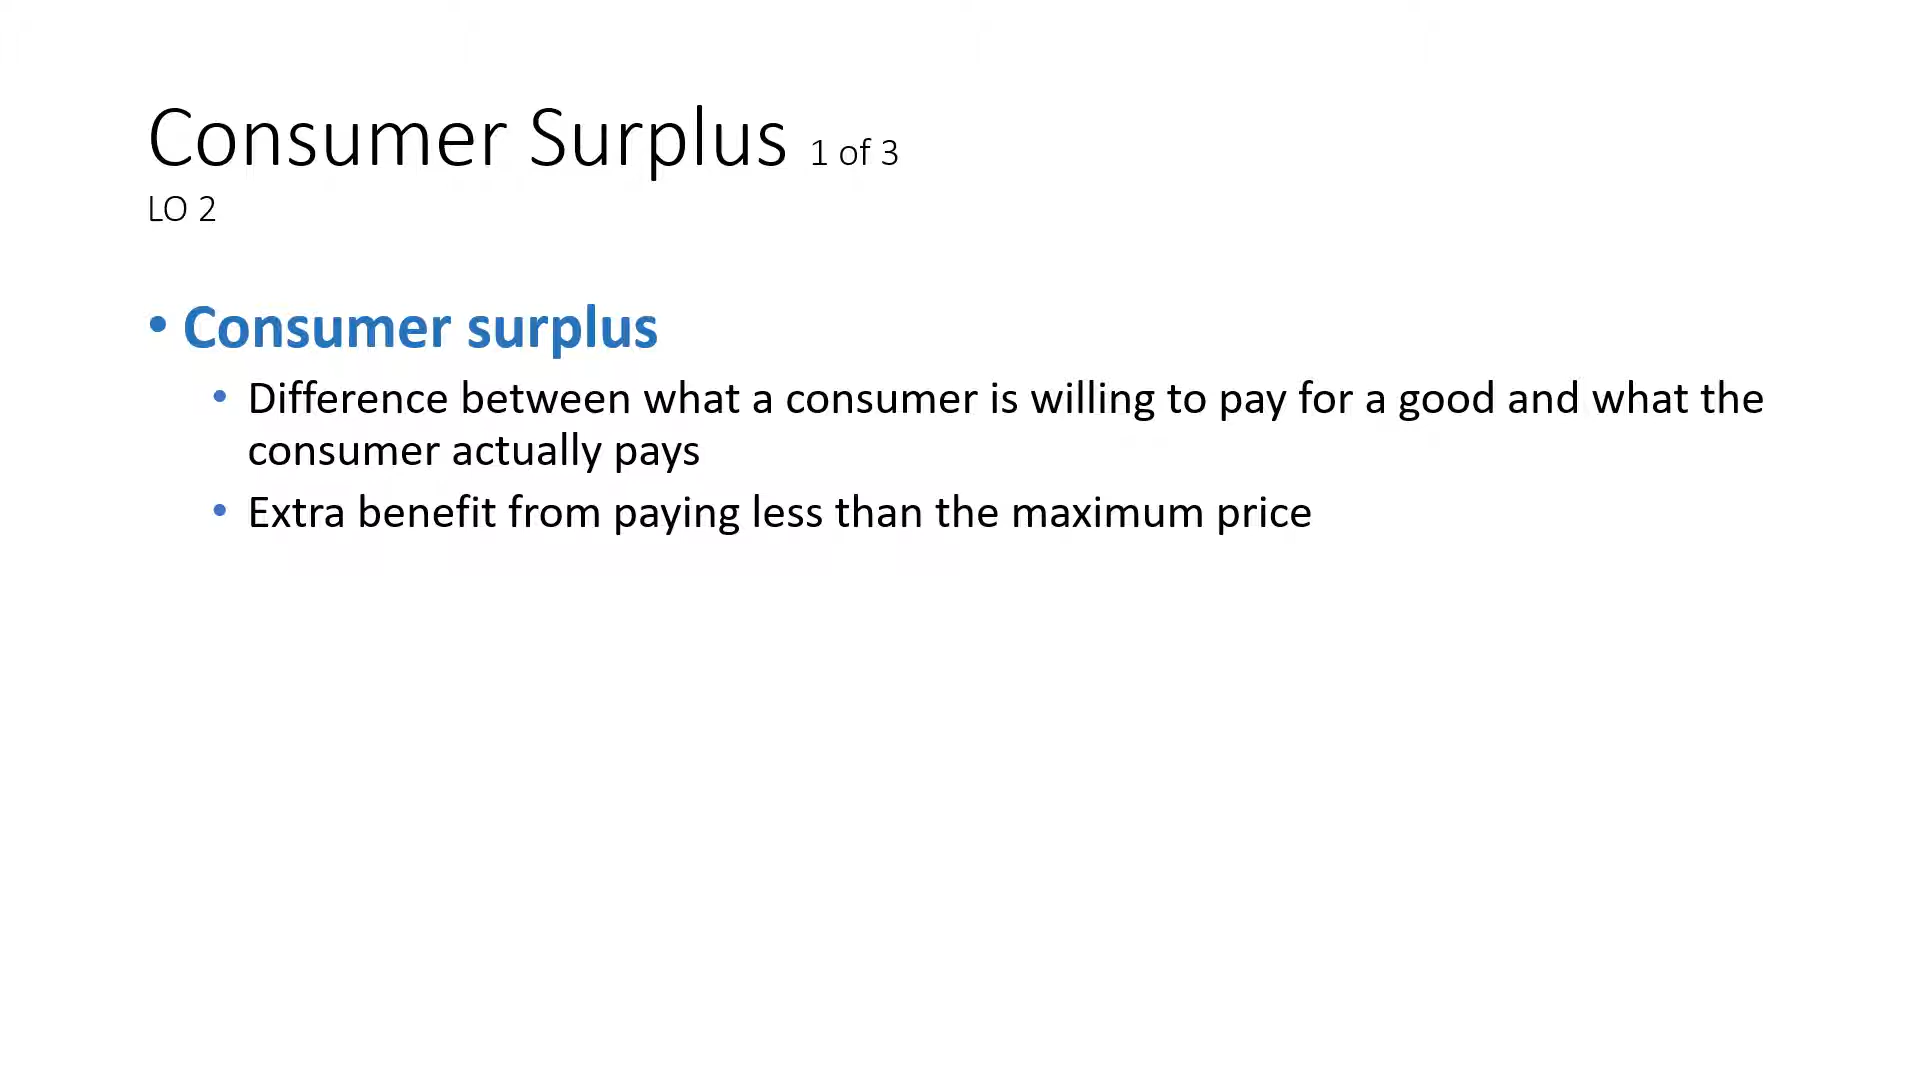 Consumer Surplus 1 of 3
LO 2
• Consumer surplus
• Difference between what a consumer is willing to pay for a good and what the
consumer actually pays
• Extra benefit from paying less than the maximum price